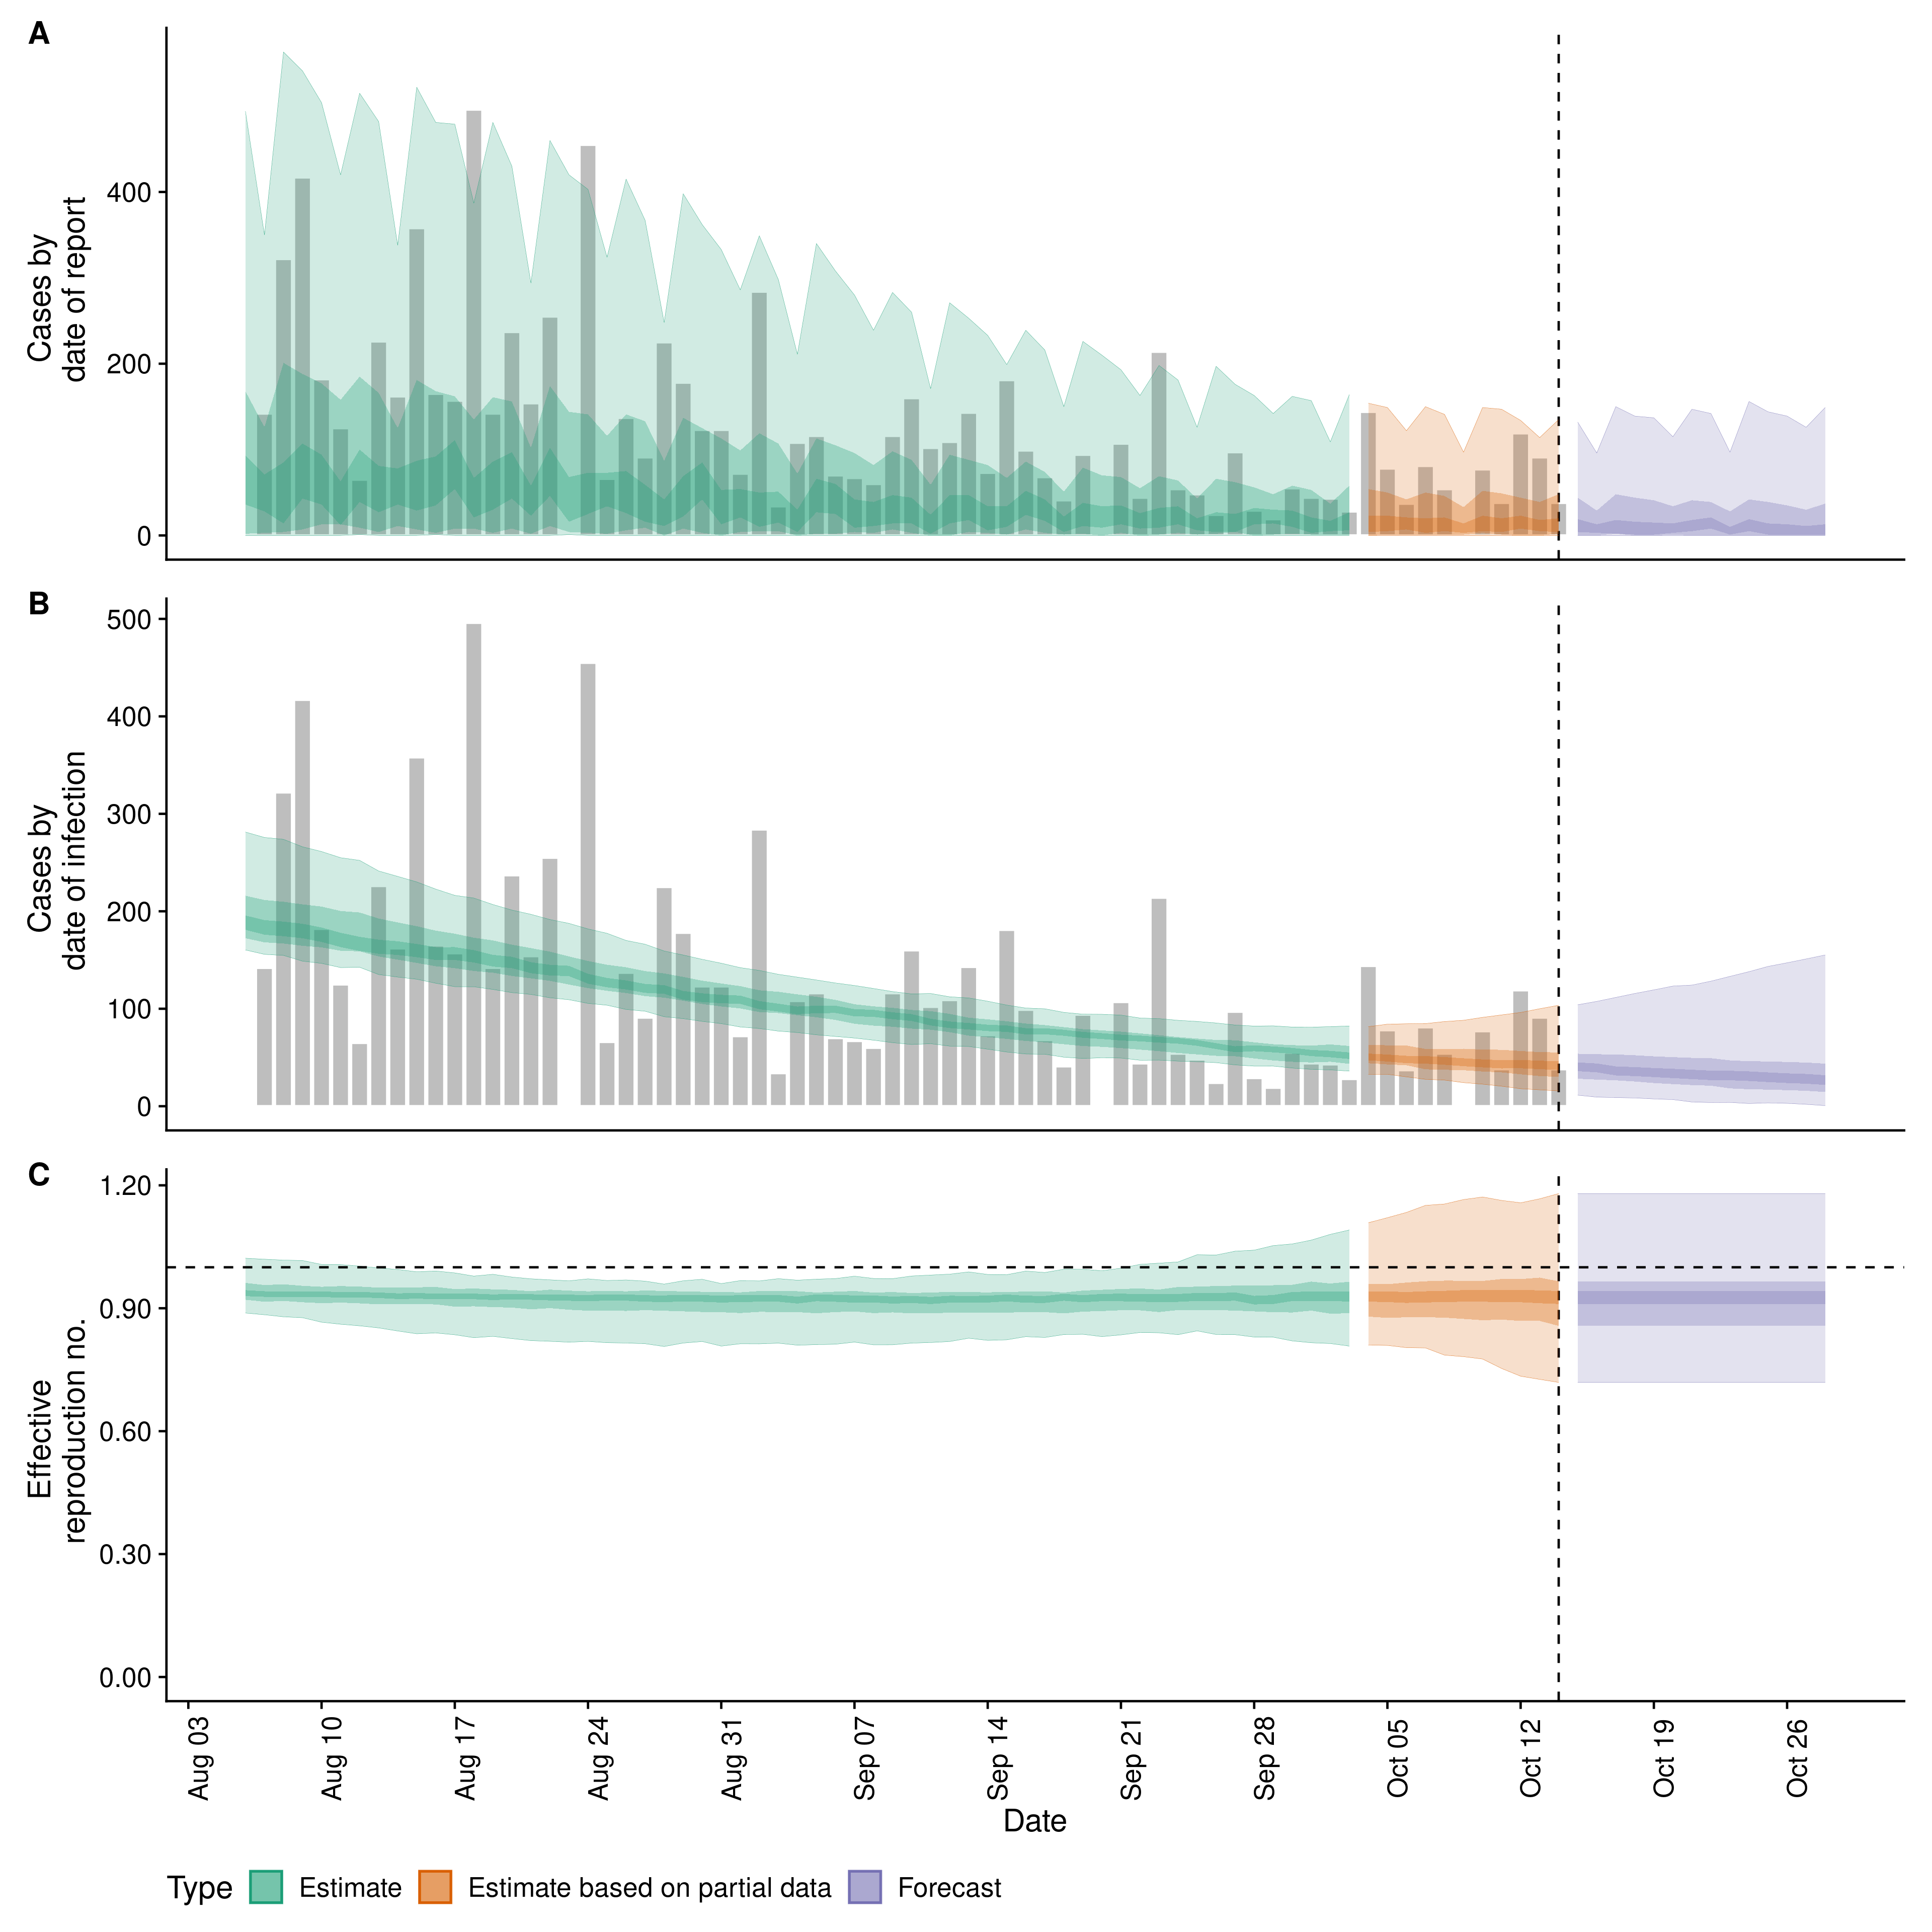 A
Cases by
date of report
400
200
0
B
Cases by
date of infection
500
400
300
200
100
0
C
Effective
reproduction no.
1.20
0.90
0.60
0.30
0.00
Aug 03
Aug 10
Aug 17
Aug 24
Aug 31
Sep 07
Sep 14
Sep 21
Sep 28
Oct 05
Oct 12
Oct 19
Oct 26
Date
Type Estimate Estimate based on partial data Forecast